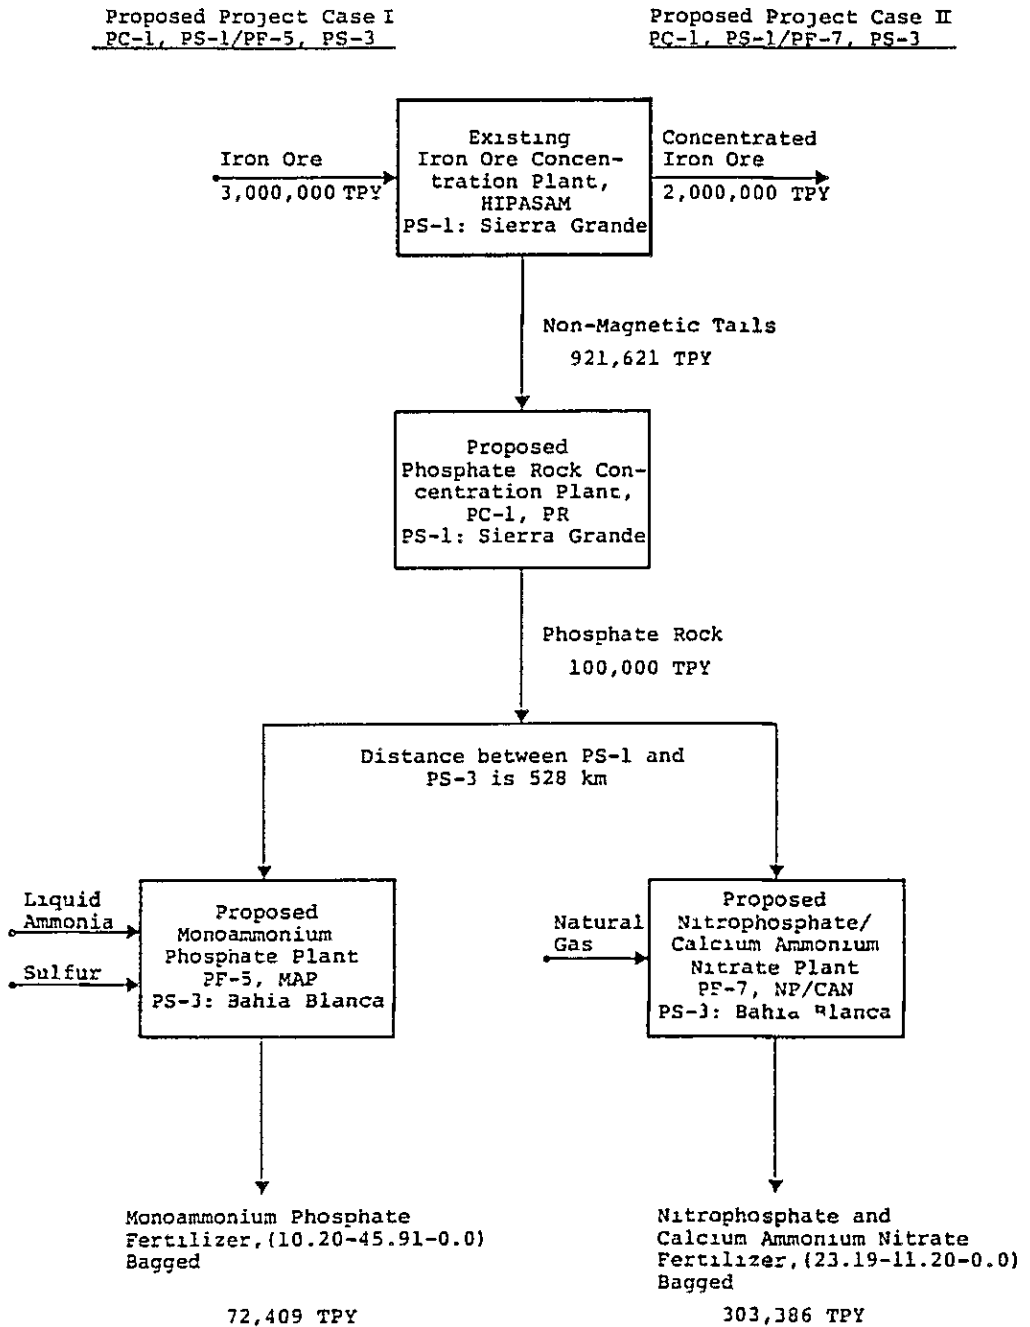 Proposed Project Case I
PC-1, PS-1/PF-5, PS-3
Proposed Project Case II
PC-1, PS-1/PF-7, PS-3
Existing
Iron Ore Concen-
tration Plant,
HIPASAM
PS-1: Sierra Grande
Iron Ore
3,000,000 TPY
Concentrated
Iron Ore
2,000,000 TPY
Non-Magnetic Tails
921,621 TPY
Proposed
Phosphate Rock Con-
centration Plant,
PC-1, PR
PS-1: Sierra Grande
Phosphate Rock
100,000 TPY
Distance between PS-1 and
PS-3 is 528 km
Liquid
Ammonia
Sulfur
Proposed
Monoammonium
Phosphate Plant
PF-5, MAP
PS-3: Bahia Blanca
Natural
Gas
Proposed
Nitrophosphate/
Calcium Ammonium
Nitrate Plant
PF-7, NP/CAN
PS-3: Bahia Blanca
Monoammonium Phosphate
Fertilizer,(10.20-45.91-0.0)
Bagged
72,409 TPY
Nitrophosphate and
Calcium Ammonium Nitrate
Fertilizer,(23.19-11.20-0.0)
Bagged
303,386 TPY